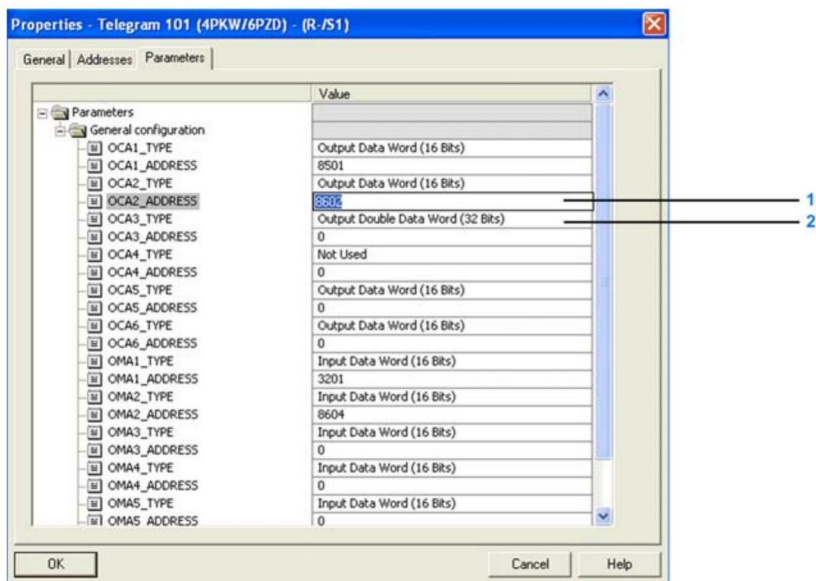 Properties - Telegram 101 (4PKW/6PZD) - (R-/S1)
General Addresses Parameters
Value
Parameters
General configuration
OCA1_TYPE Output Data Word (16 Bits)
OCA1_ADDRESS 8501
OCA2_TYPE Output Data Word (16 Bits)
OCA2_ADDRESS 8602 1
OCA3_TYPE Output Double Data Word (32 Bits) 2
OCA3_ADDRESS 0
OCA4_TYPE Not Used
OCA4_ADDRESS 0
OCA5_TYPE Output Data Word (16 Bits)
OCA5_ADDRESS 0
OCA6_TYPE Output Data Word (16 Bits)
OCA6_ADDRESS 0
OMA1_TYPE Input Data Word (16 Bits)
OMA1_ADDRESS 3201
OMA2_TYPE Input Data Word (16 Bits)
OMA2_ADDRESS 8604
OMA3_TYPE Input Data Word (16 Bits)
OMA3_ADDRESS 0
OMA4_TYPE Input Data Word (16 Bits)
OMA4_ADDRESS 0
OMA5_TYPE Input Data Word (16 Bits)
OMA5_ADDRESS 0
OK Cancel Help